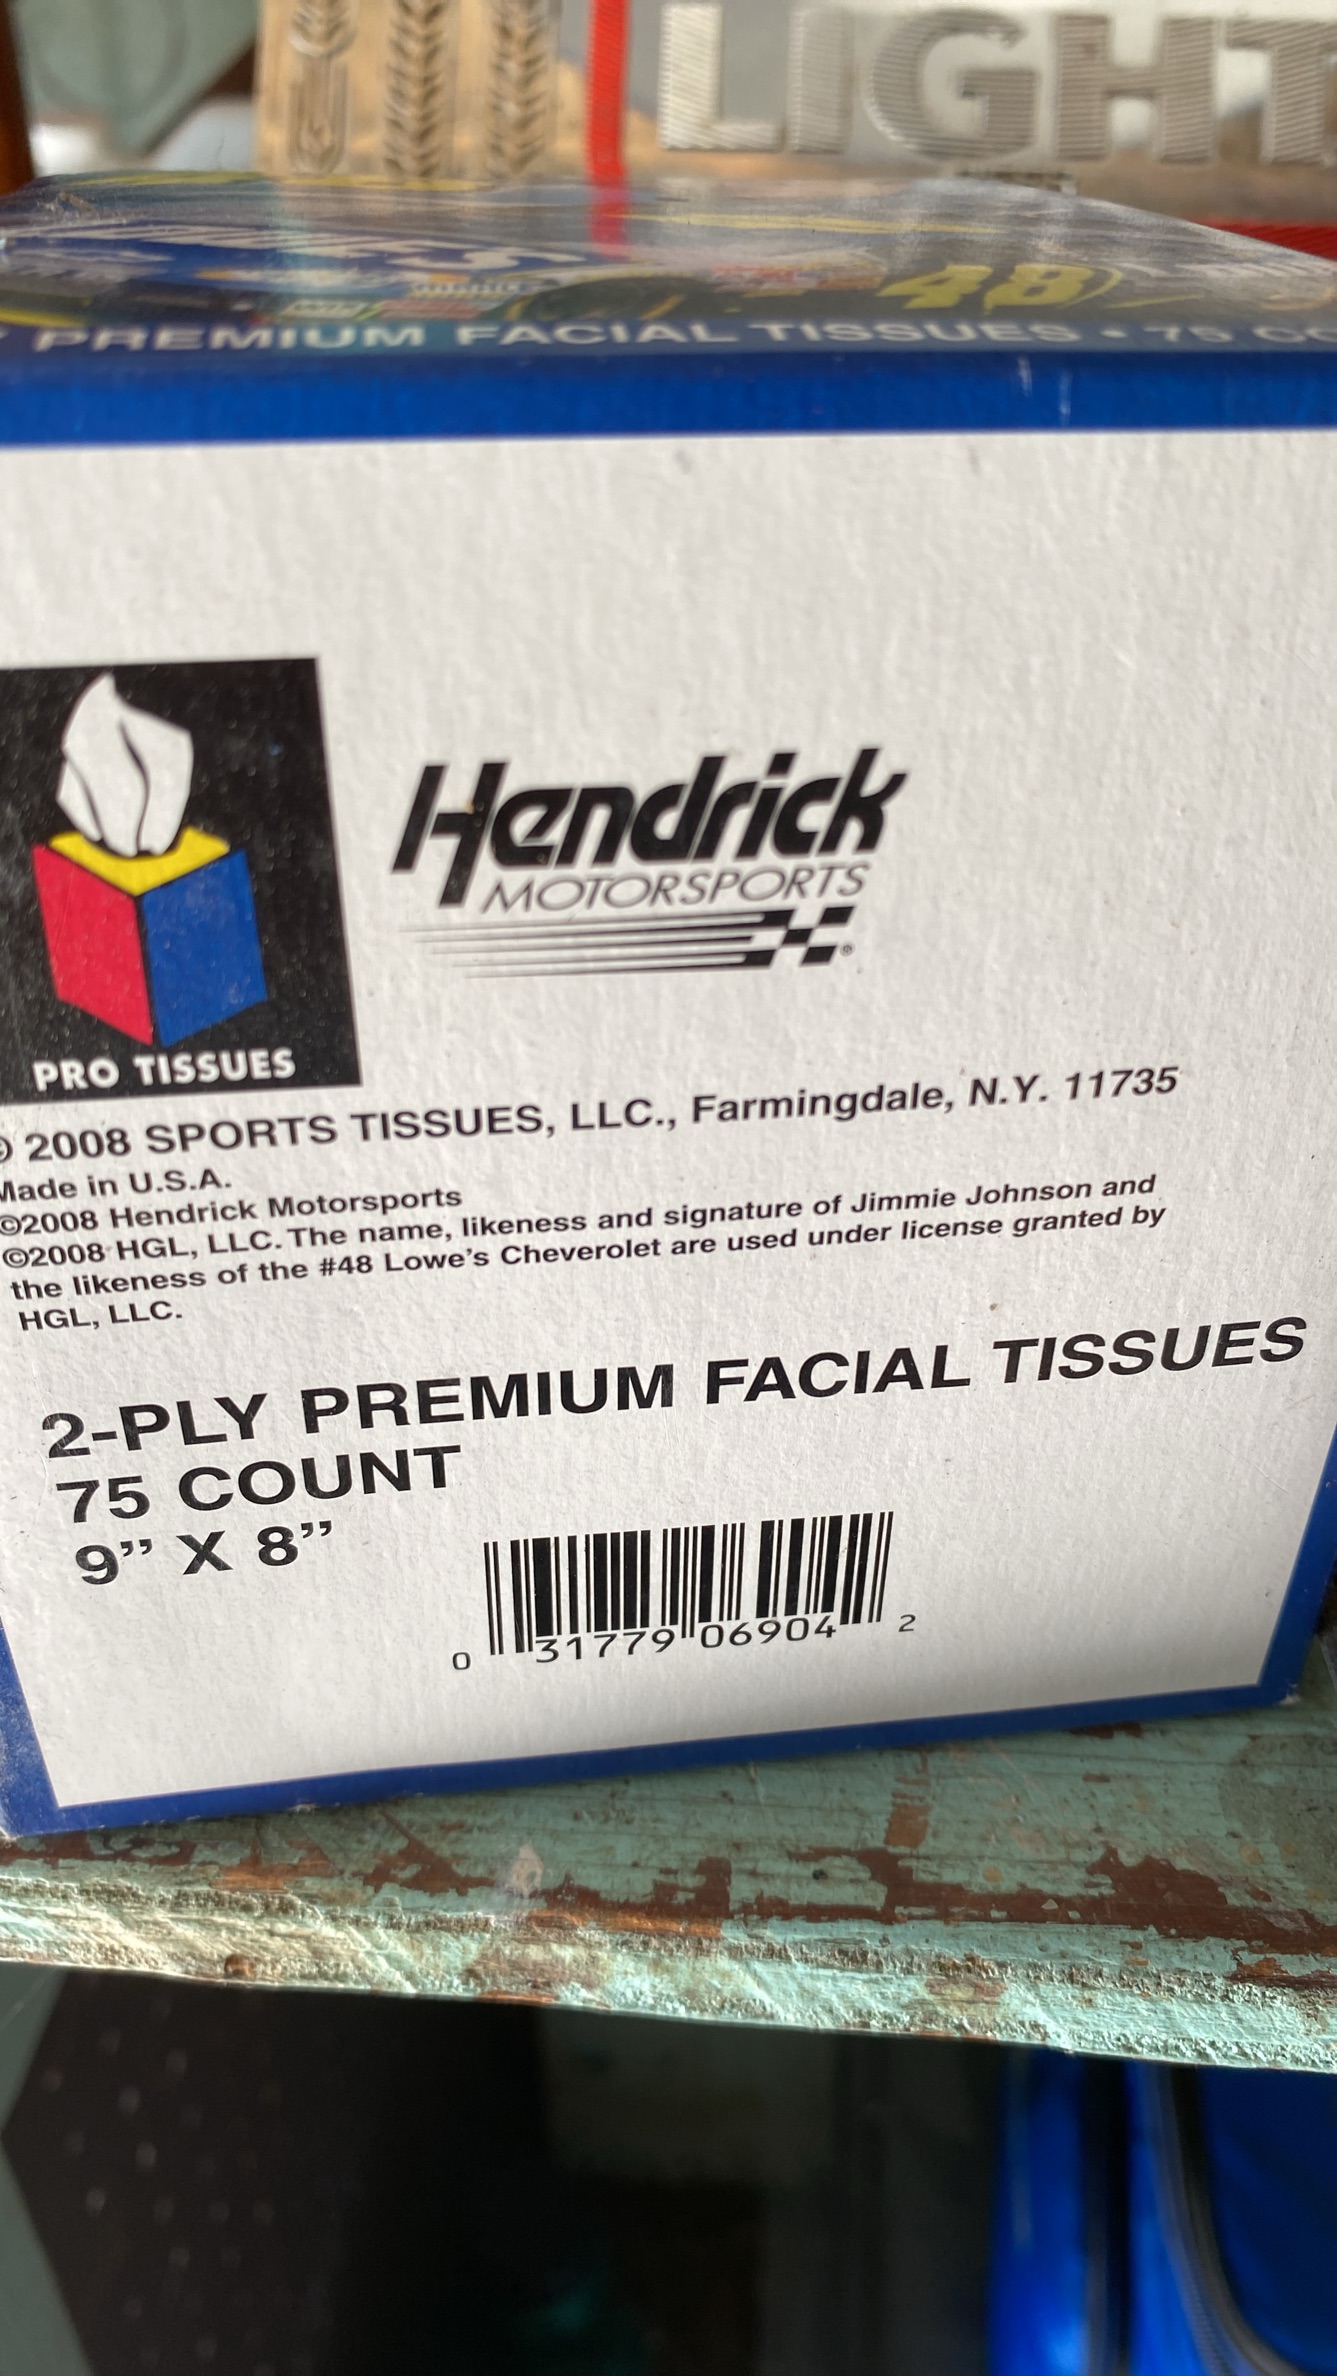 LIGHT
48
PREMIUM FACIAL TISSUES • 75 CO
Hendrick
MOTORSPORTS
®
PRO TISSUES
© 2008 SPORTS TISSUES, LLC., Farmingdale, N.Y. 11735
Made in U.S.A.
©2008 Hendrick Motorsports
©2008 HGL, LLC. The name, likeness and signature of Jimmie Johnson and
the likeness of the #48 Lowe's Cheverolet are used under license granted by
HGL, LLC.
2-PLY PREMIUM FACIAL TISSUES
75 COUNT
9” X 8”
0 31779 06904 2